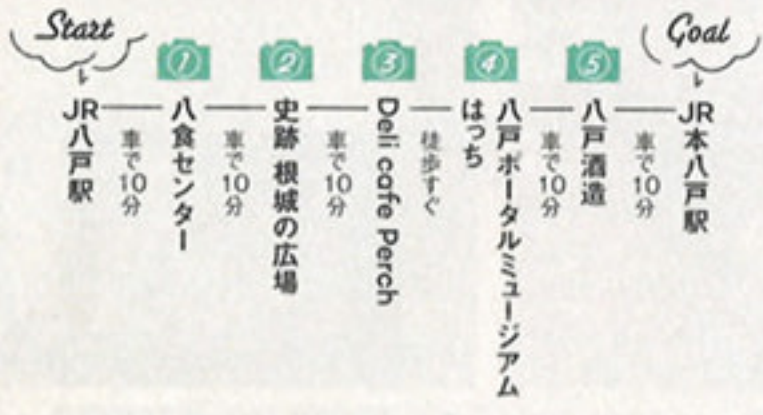 Start
JR八戸駅
車で10分
①
八食センター
車で10分
②
史跡 根城の広場
車で10分
③
Deli cafe Perch
徒歩すぐ
④
八戸ポータルミュージアム
はっち
車で10分
⑤
八戸酒造
車で10分
Goal
JR本八戸駅